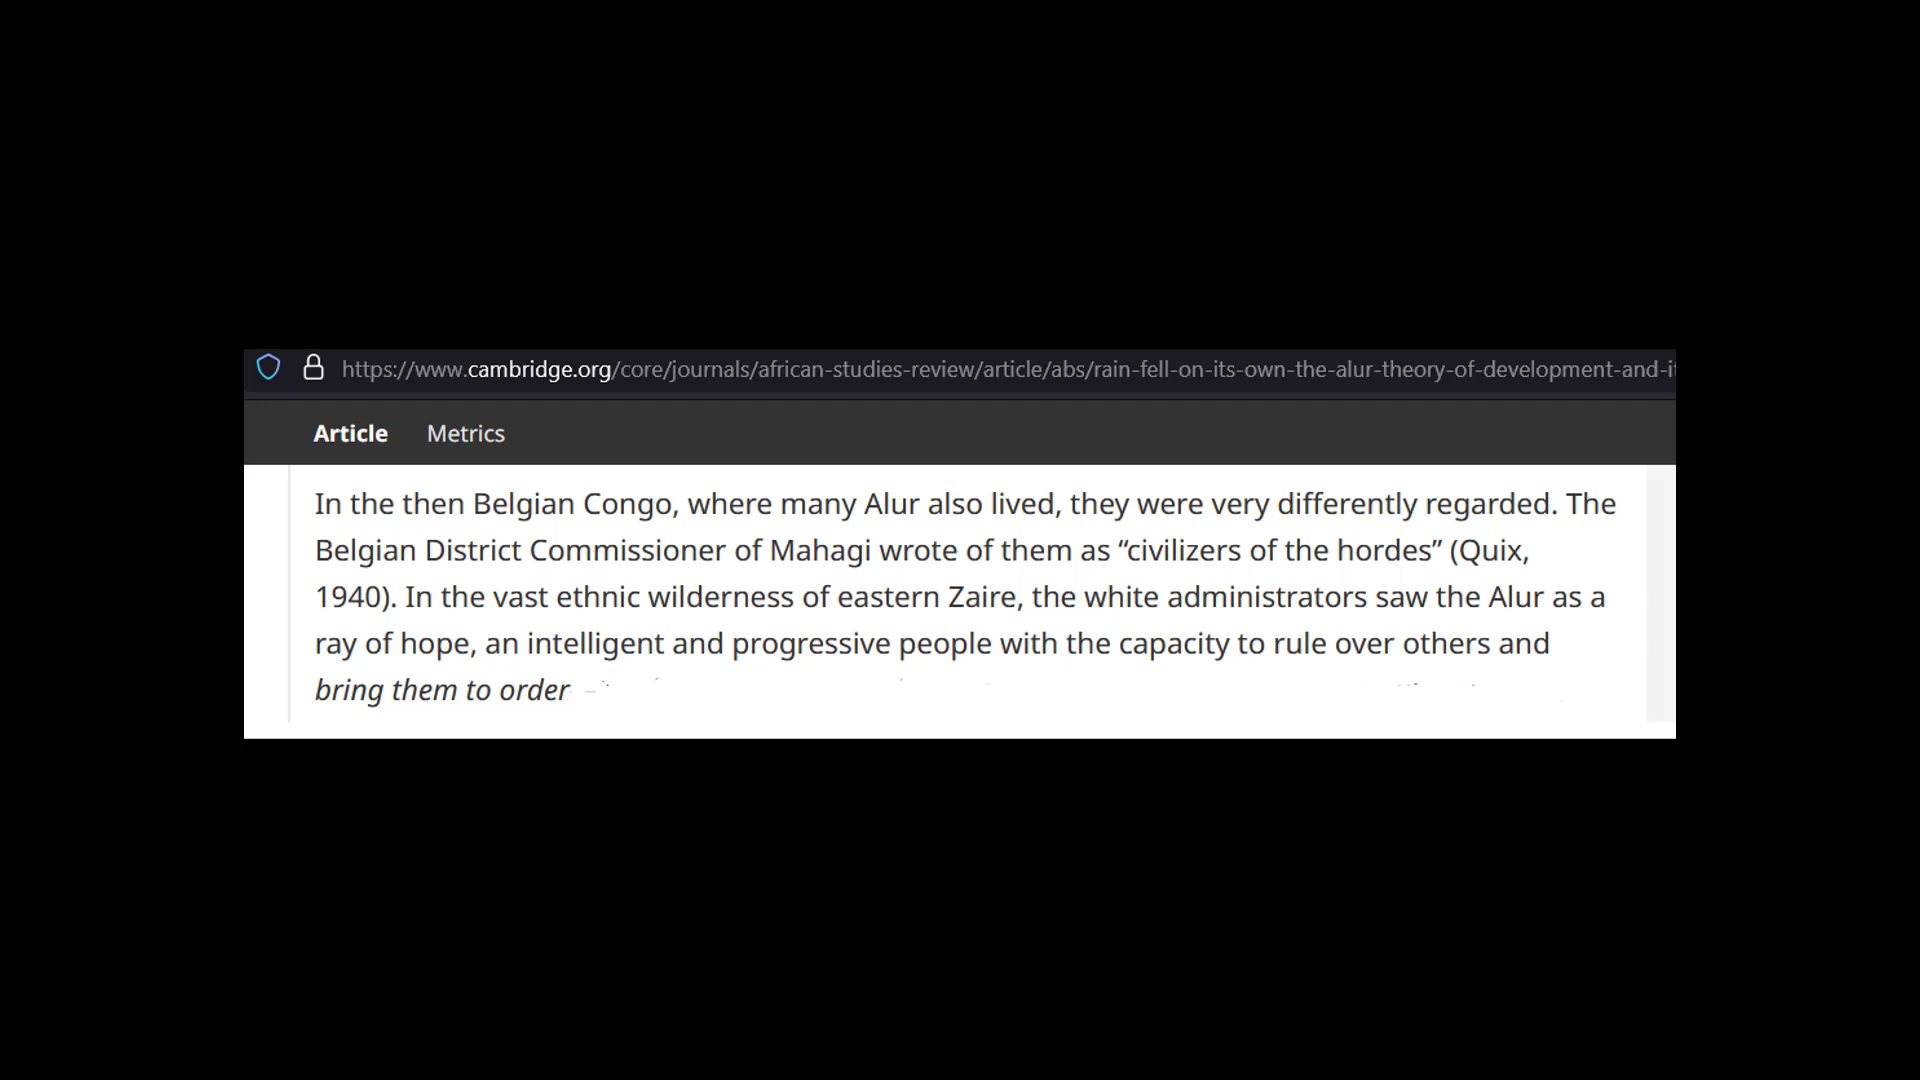 https://www.cambridge.org/core/journals/african-studies-review/article/abs/rain-fell-on-its-own-the-alur-theory-of-development-and-it
Article Metrics
In the then Belgian Congo, where many Alur also lived, they were very differently regarded. The
Belgian District Commissioner of Mahagi wrote of them as “civilizers of the hordes” (Quix,
1940). In the vast ethnic wilderness of eastern Zaire, the white administrators saw the Alur as a
ray of hope, an intelligent and progressive people with the capacity to rule over others and
bring them to order